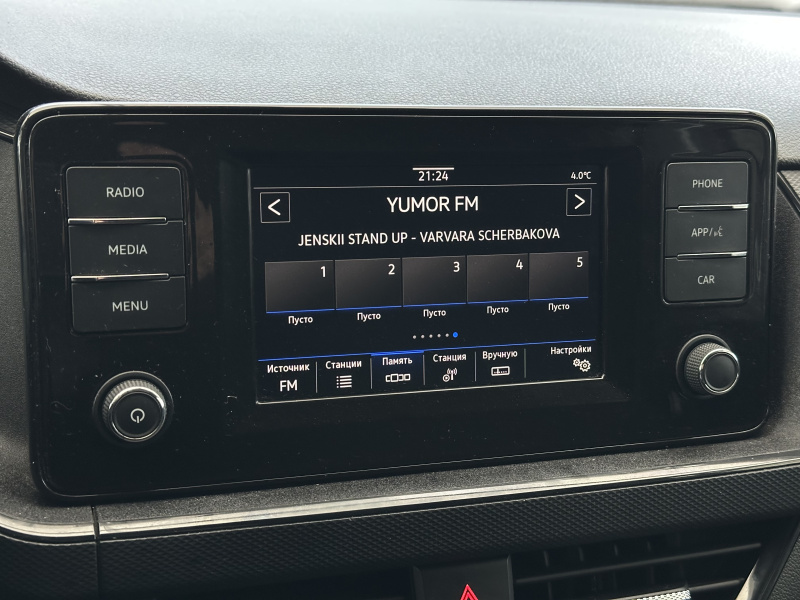 RADIO
MEDIA
MENU
21:24
4.0°C
YUMOR FM
JENSKII STAND UP - VARVARA SCHERBAKOVA
1 2 3 4 5
Пусто Пусто Пусто Пусто Пусто
Источник Станции Память Станция Вручную Настройки
FM
PHONE
APP/
CAR